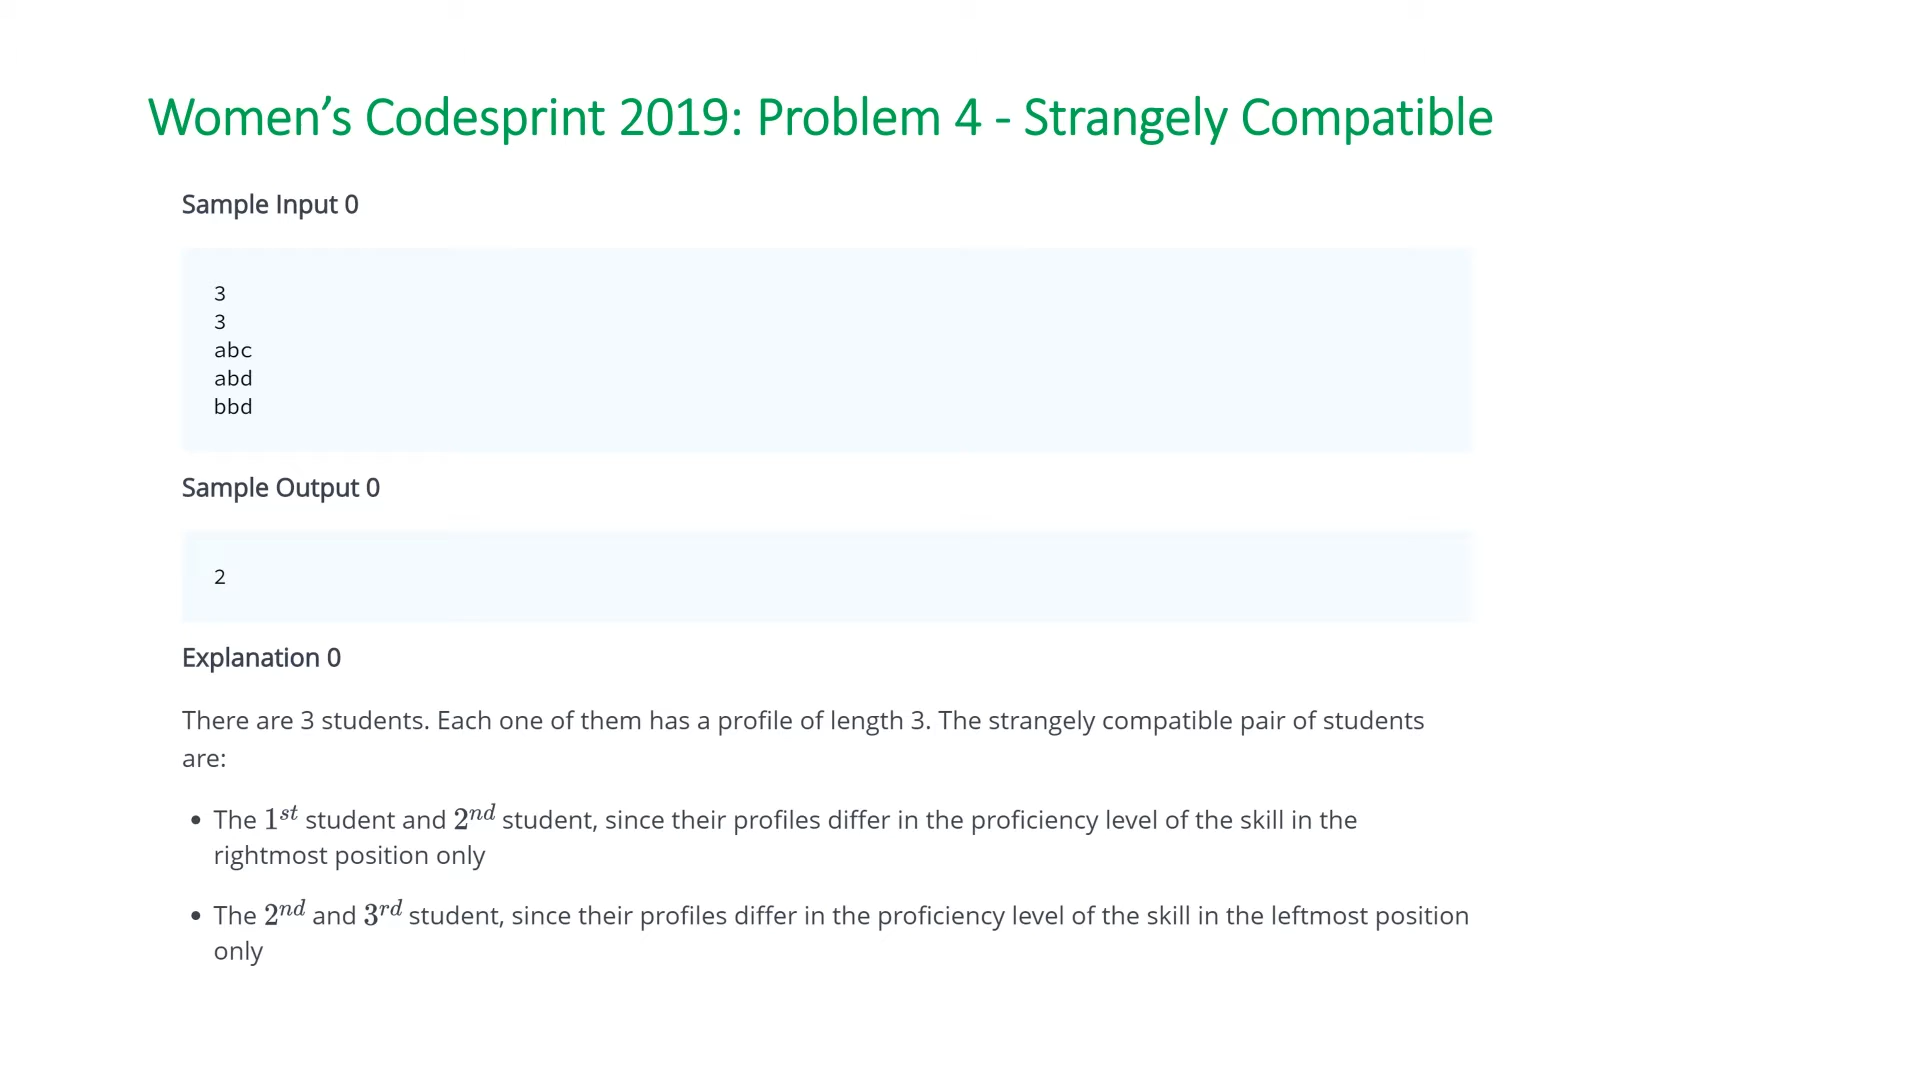 Women’s Codesprint 2019: Problem 4 - Strangely Compatible
Sample Input 0
3
3
abc
abd
bbd
Sample Output 0
2
Explanation 0
There are 3 students. Each one of them has a profile of length 3. The strangely compatible pair of students
are:
• The 1st student and 2nd student, since their profiles differ in the proficiency level of the skill in the
rightmost position only
• The 2nd and 3rd student, since their profiles differ in the proficiency level of the skill in the leftmost position
only